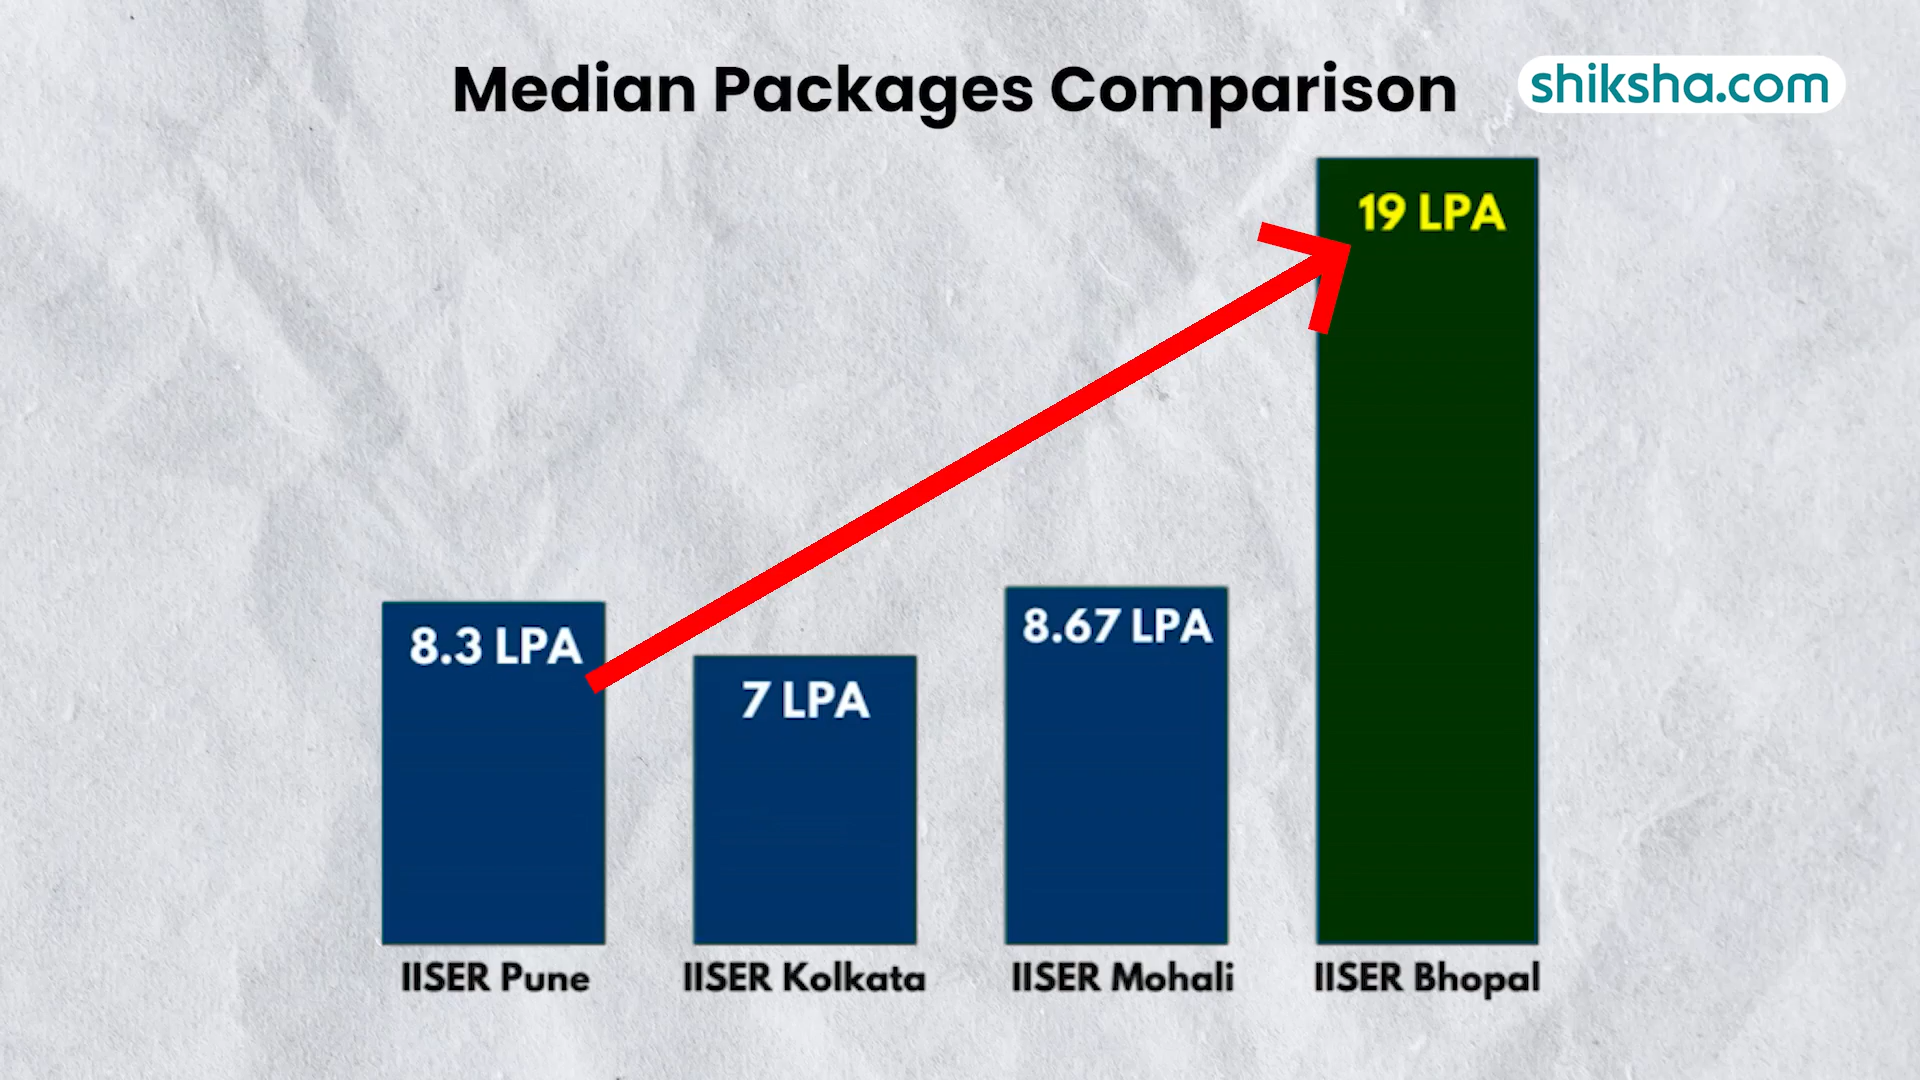 Median Packages Comparison
shiksha.com
19 LPA
8.3 LPA
7 LPA
8.67 LPA
IISER Pune
IISER Kolkata
IISER Mohali
IISER Bhopal